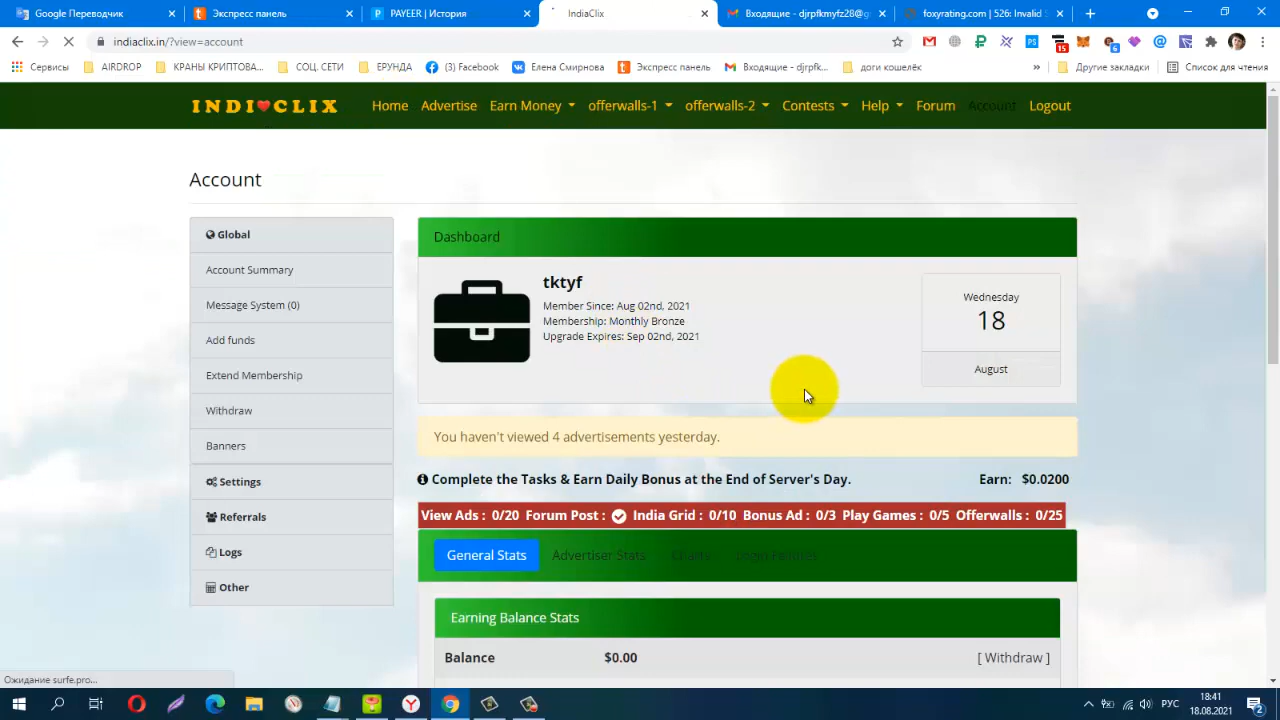 Google Переводчик
Экспресс панель
PAYEER | История
IndiaClix
Входящие - djrpfkmyfz28@g
foxyrating.com | 526: Invalid S
indiaclix.in/?view=account
15
6
Сервисы
AIRDROP
КРАНЫ КРИПТОВА...
СОЦ. СЕТИ
ЕРУНДА
(3) Facebook
Елена Смирнова
Экспресс панель
Входящие - djrpfk...
доги кошелёк
»
Другие закладки
Список для чтения
INDI CLIX
Home Advertise Earn Money offerwalls-1 offerwalls-2 Contests Help Forum Account Logout
Account
Global
Account Summary
Message System (0)
Add funds
Extend Membership
Withdraw
Banners
Settings
Referrals
Logs
Other
Dashboard
tktyf
Member Since: Aug 02nd, 2021
Membership: Monthly Bronze
Upgrade Expires: Sep 02nd, 2021
Wednesday
18
August
You haven't viewed 4 advertisements yesterday.
Complete the Tasks & Earn Daily Bonus at the End of Server's Day. Earn: $0.0200
View Ads : 0/20 Forum Post : India Grid : 0/10 Bonus Ad : 0/3 Play Games : 0/5 Offerwalls : 0/25
General Stats Advertiser Stats Charts Login Failures
Earning Balance Stats
Balance $0.00 [ Withdraw ]
Ожидание surfe.pro...
РУС
18:41
18.08.2021
2